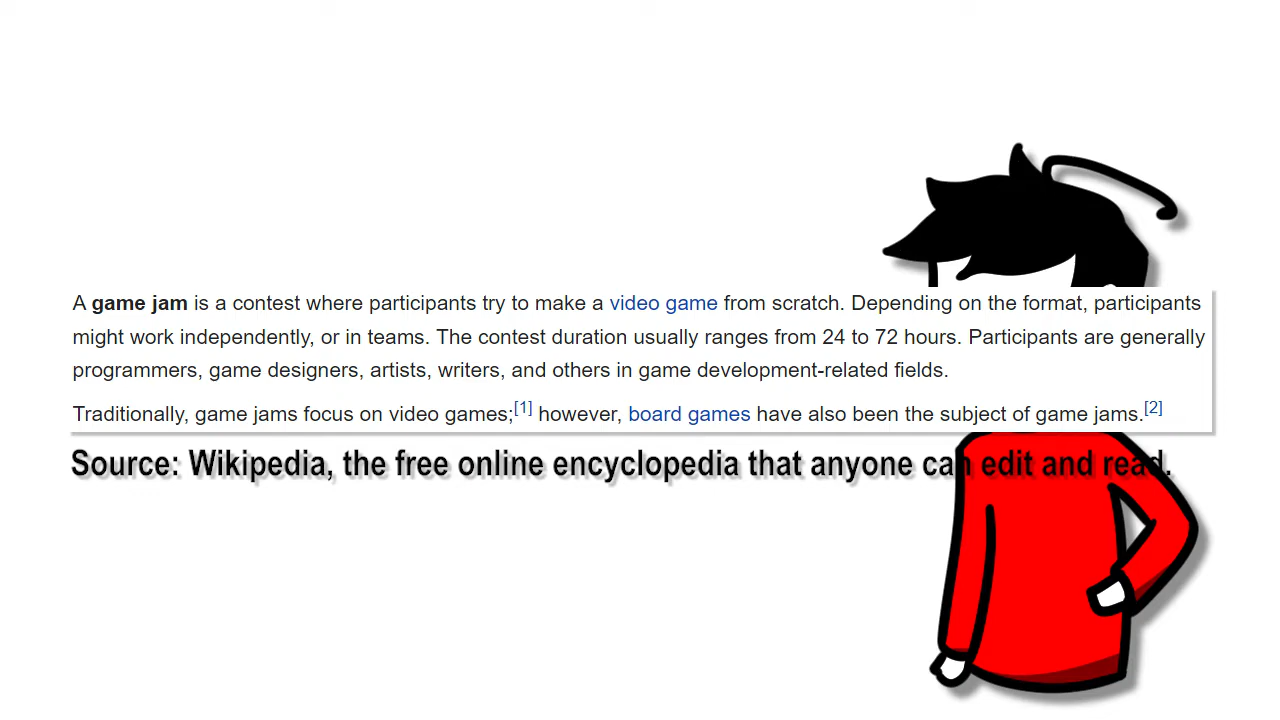 A game jam is a contest where participants try to make a video game from scratch. Depending on the format, participants
might work independently, or in teams. The contest duration usually ranges from 24 to 72 hours. Participants are generally
programmers, game designers, artists, writers, and others in game development-related fields.
Traditionally, game jams focus on video games;[1] however, board games have also been the subject of game jams.[2]
Source: Wikipedia, the free online encyclopedia that anyone can edit and read.